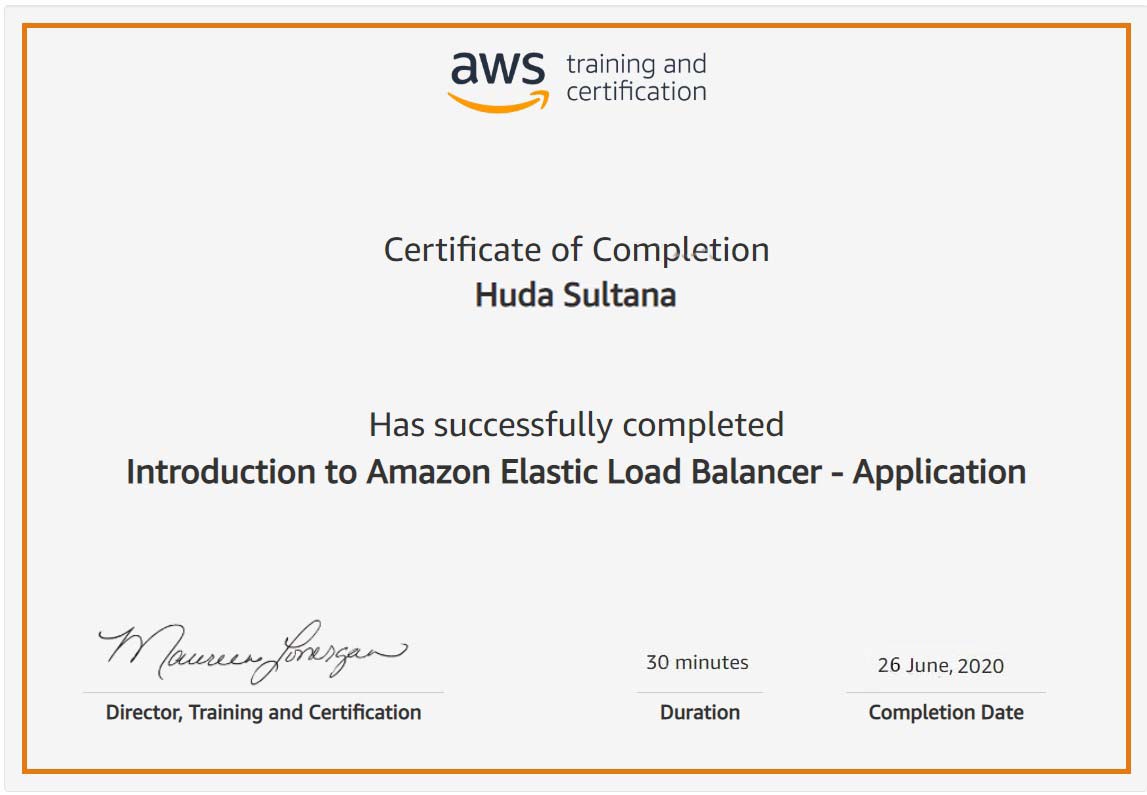 aws training and
certification
Certificate of Completion
Huda Sultana
Has successfully completed
Introduction to Amazon Elastic Load Balancer - Application
Maureen Lonergan
30 minutes
26 June, 2020
Director, Training and Certification
Duration
Completion Date